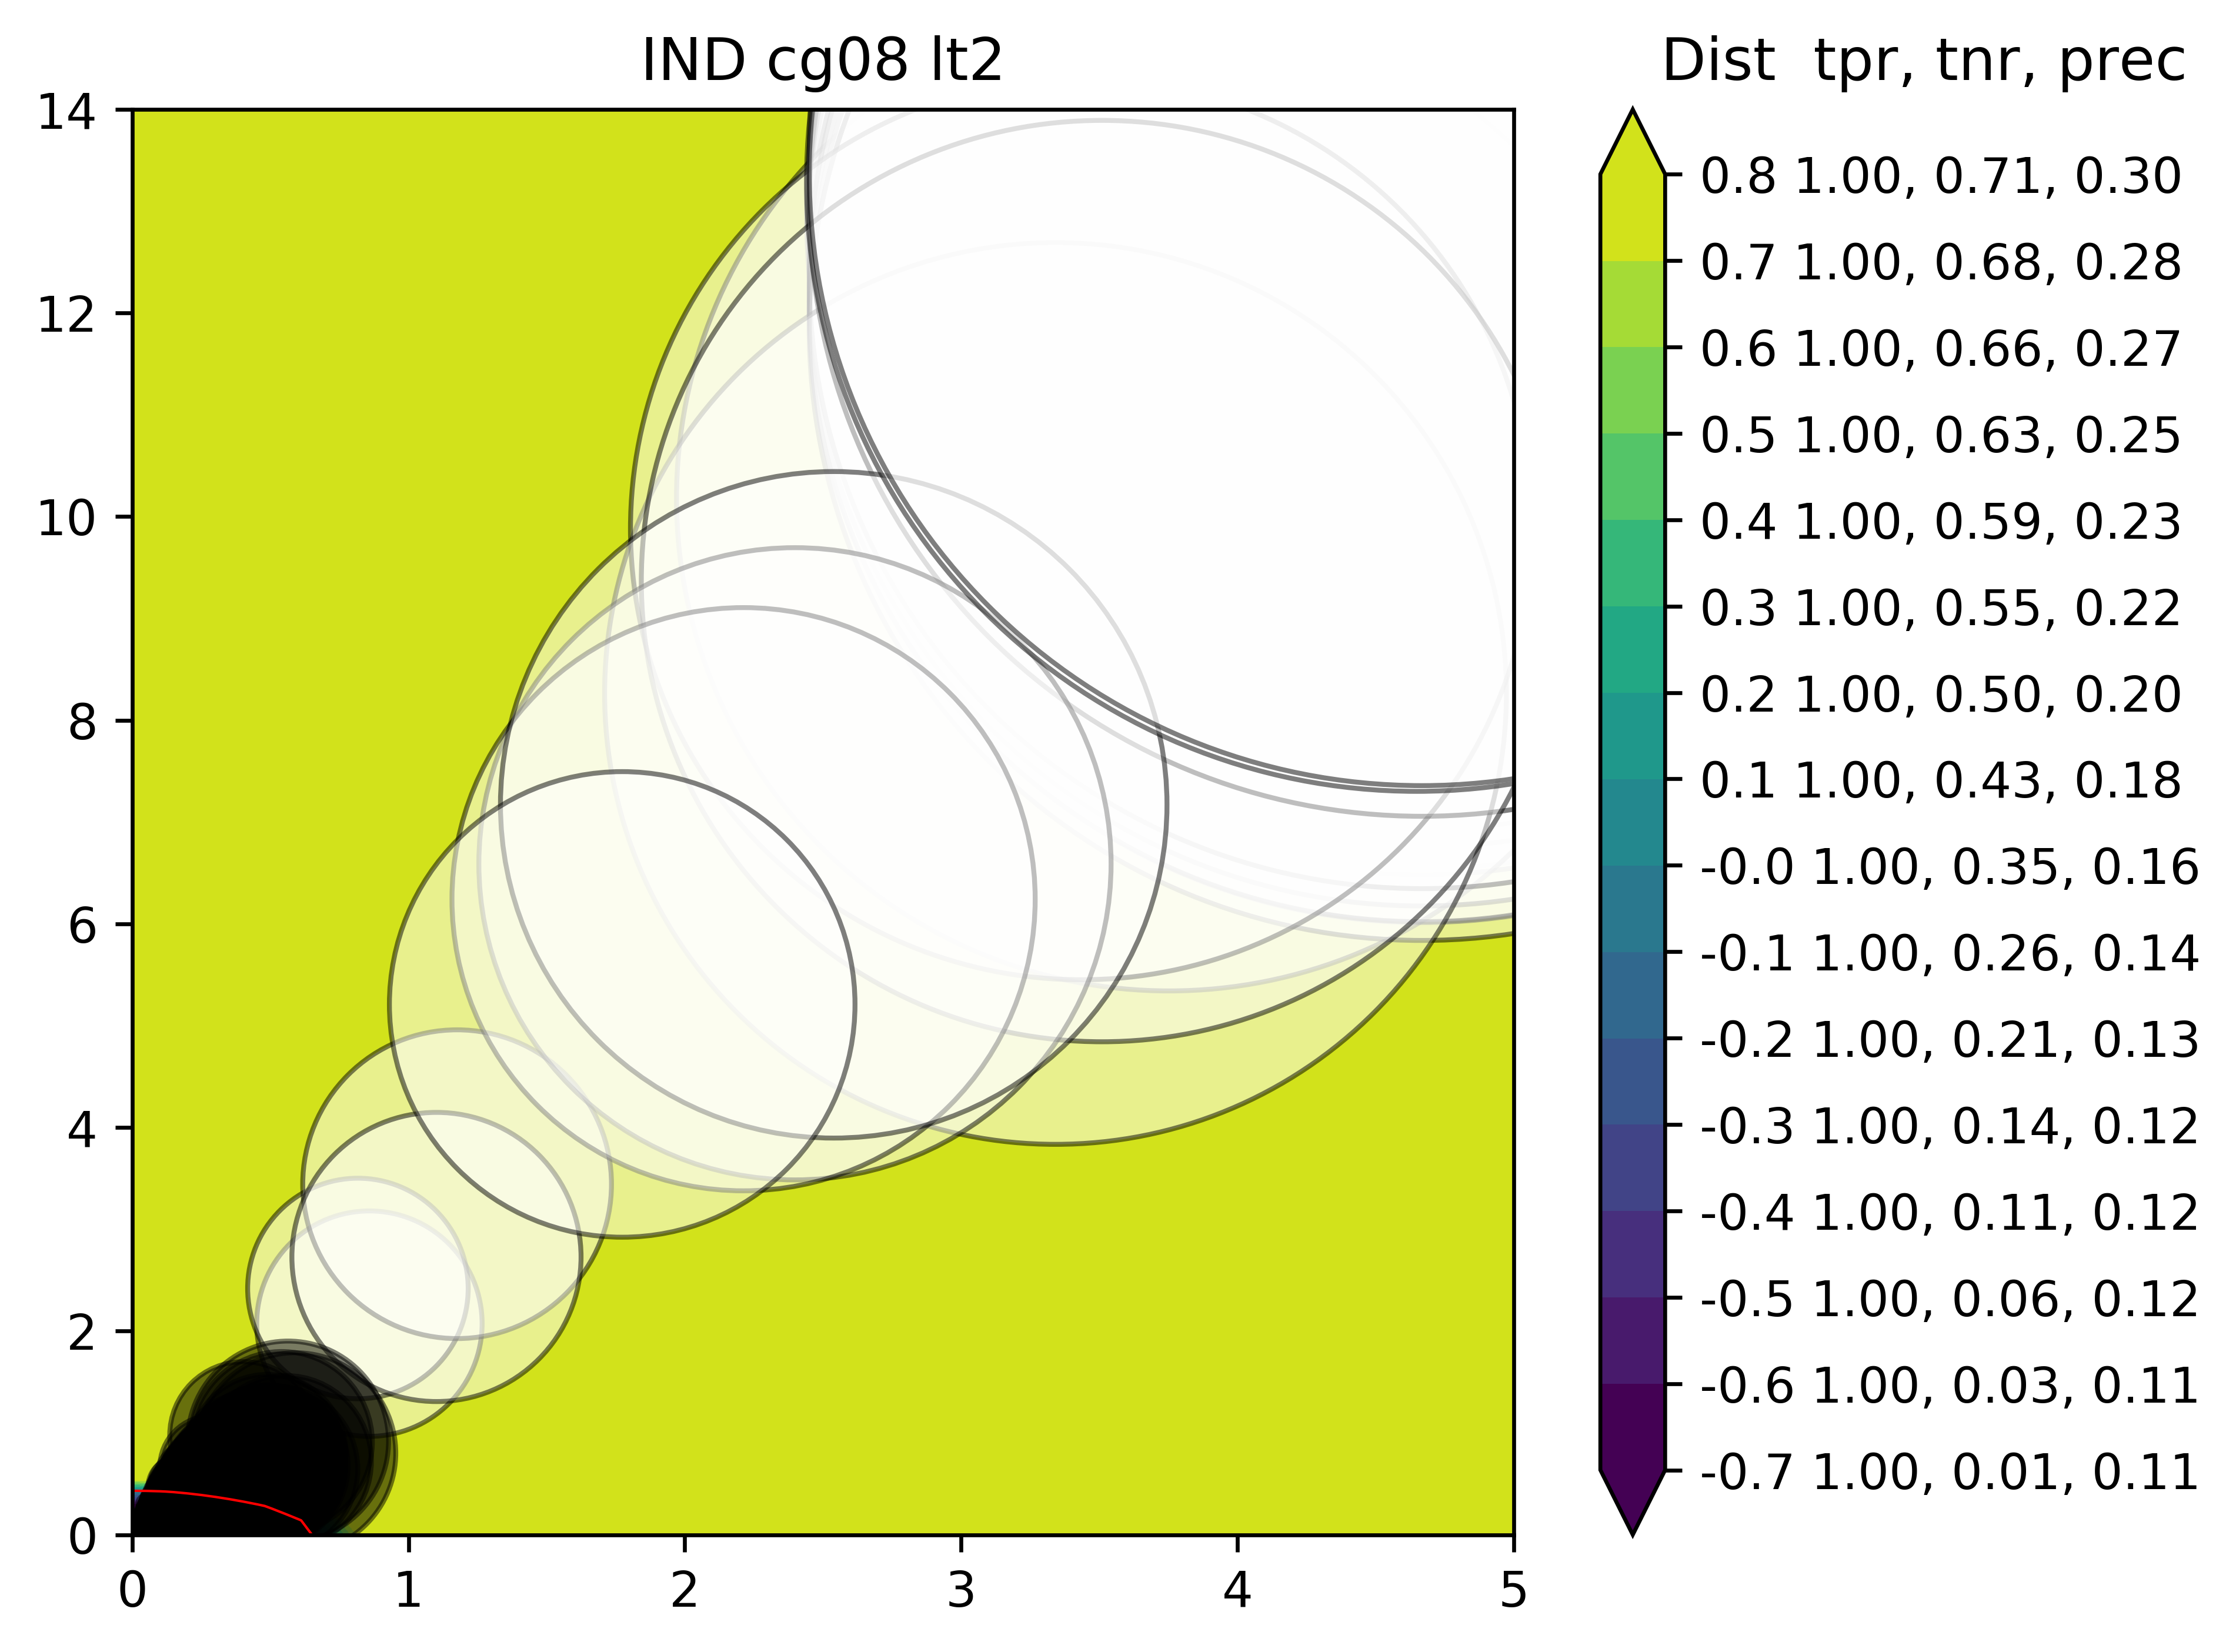 IND cg08 lt2
Dist tpr, tnr, prec
14
12
10
8
6
4
2
0
0 1 2 3 4 5
0.8 1.00, 0.71, 0.30
0.7 1.00, 0.68, 0.28
0.6 1.00, 0.66, 0.27
0.5 1.00, 0.63, 0.25
0.4 1.00, 0.59, 0.23
0.3 1.00, 0.55, 0.22
0.2 1.00, 0.50, 0.20
0.1 1.00, 0.43, 0.18
-0.0 1.00, 0.35, 0.16
-0.1 1.00, 0.26, 0.14
-0.2 1.00, 0.21, 0.13
-0.3 1.00, 0.14, 0.12
-0.4 1.00, 0.11, 0.12
-0.5 1.00, 0.06, 0.12
-0.6 1.00, 0.03, 0.11
-0.7 1.00, 0.01, 0.11